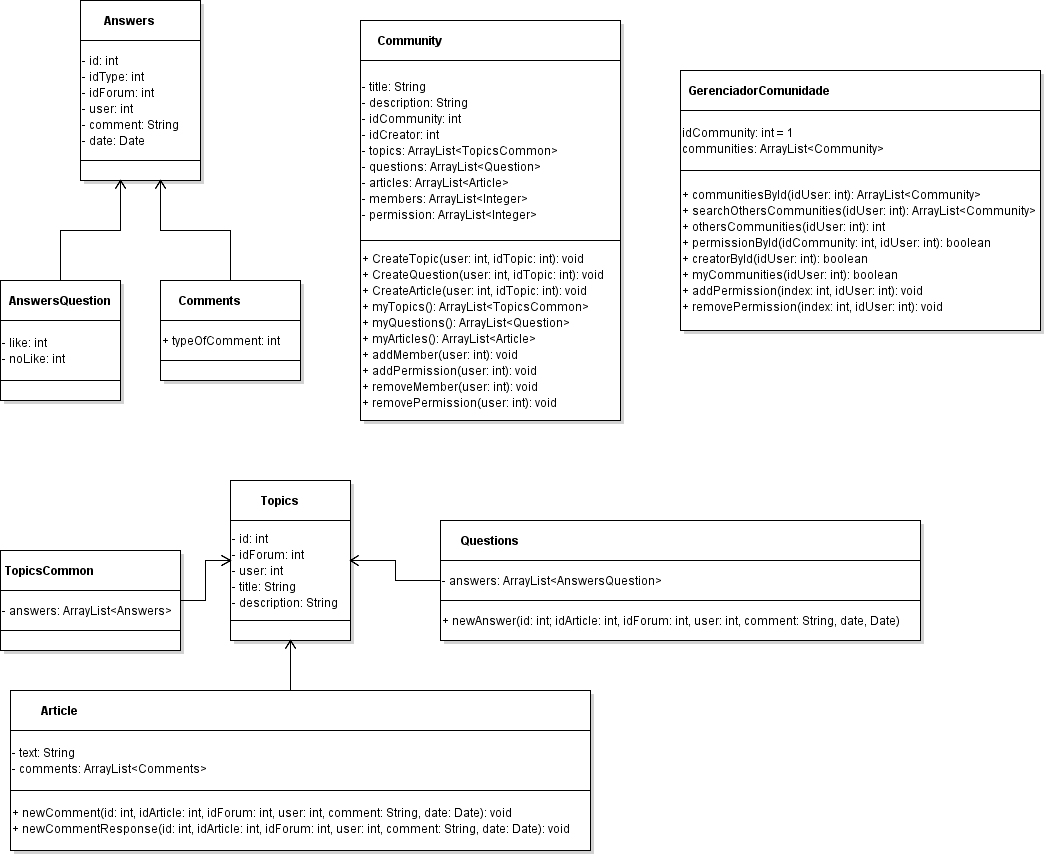 Answers
- id: int
- idType: int
- idForum: int
- user: int
- comment: String
- date: Date
Community
- title: String
- description: String
- idCommunity: int
- idCreator: int
- topics: ArrayList<TopicsCommon>
- questions: ArrayList<Question>
- articles: ArrayList<Article>
- members: ArrayList<Integer>
- permission: ArrayList<Integer>
+ CreateTopic(user: int, idTopic: int): void
+ CreateQuestion(user: int, idTopic: int): void
+ CreateArticle(user: int, idTopic: int): void
+ myTopics(): ArrayList<TopicsCommon>
+ myQuestions(): ArrayList<Question>
+ myArticles(): ArrayList<Article>
+ addMember(user: int): void
+ addPermission(user: int): void
+ removeMember(user: int): void
+ removePermission(user: int): void
GerenciadorComunidade
idCommunity: int = 1
communities: ArrayList<Community>
+ communitiesById(idUser: int): ArrayList<Community>
+ searchOthersCommunities(idUser: int): ArrayList<Community>
+ othersCommunities(idUser: int): int
+ permissionById(idCommunity: int, idUser: int): boolean
+ creatorById(idUser: int): boolean
+ myCommunities(idUser: int): boolean
+ addPermission(index: int, idUser: int): void
+ removePermission(index: int, idUser: int): void
AnswersQuestion
- like: int
- noLike: int
Comments
+ typeOfComment: int
Topics
- id: int
- idForum: int
- user: int
- title: String
- description: String
TopicsCommon
- answers: ArrayList<Answers>
Questions
- answers: ArrayList<AnswersQuestion>
+ newAnswer(id: int; idArticle: int, idForum: int, user: int, comment: String, date, Date)
Article
- text: String
- comments: ArrayList<Comments>
+ newComment(id: int, idArticle: int, idForum: int, user: int, comment: String, date: Date): void
+ newCommentResponse(id: int, idArticle: int, idForum: int, user: int, comment: String, date: Date): void